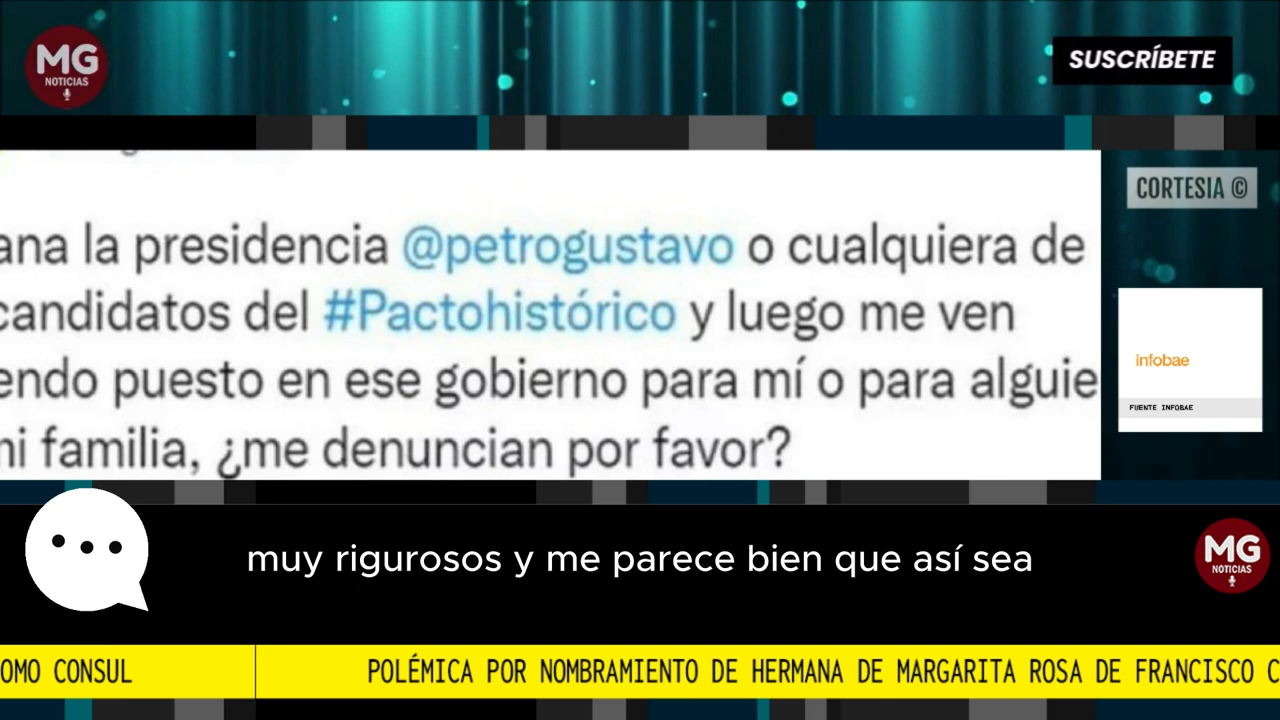 MG
NOTICIAS
SUSCRÍBETE
CORTESIA ©
ana la presidencia @petrogustavo o cualquiera de
candidatos del #Pactohistórico y luego me ven
endo puesto en ese gobierno para mí o para alguie
mi familia, ¿me denuncian por favor?
infobae
FUENTE INFOBAE
muy rigurosos y me parece bien que así sea
MG
NOTICIAS
OMO CONSUL
POLÉMICA POR NOMBRAMIENTO DE HERMANA DE MARGARITA ROSA DE FRANCISCO C